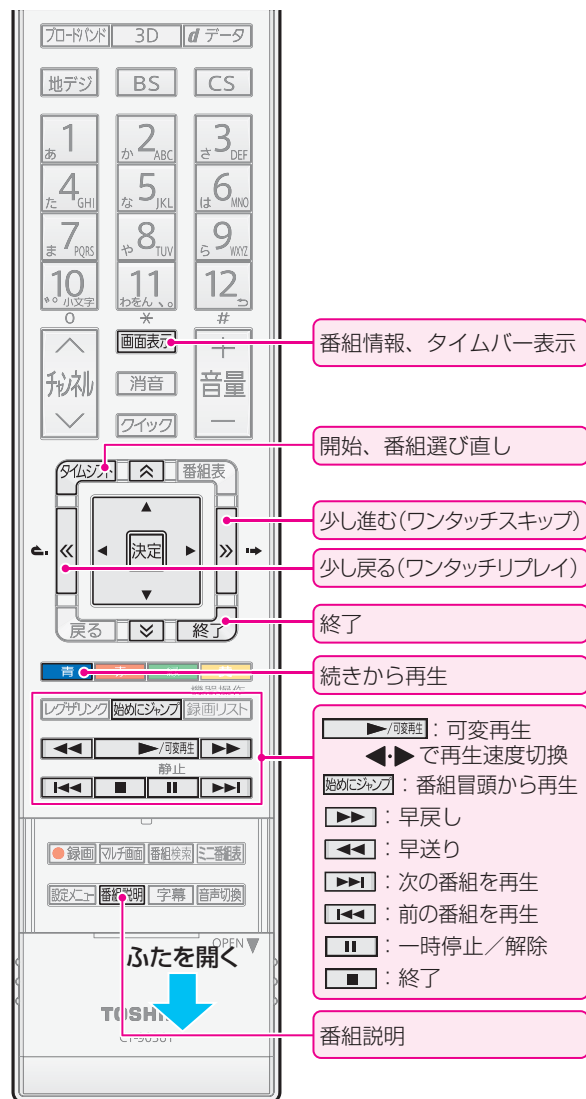 ブロードバンド 3D d データ
地デジ BS CS
1 あ 2 か ABC 3 さ DEF
4 た GHI 5 な JKL 6 は MNO
7 ま PQRS 8 や TUV 9 ら WXYZ
10 ゛゜小文字 11 わをん、。 12
0 * #
画面表示
番組情報、タイムバー表示
チャンネル 消音 音量
クイック
開始、番組選び直し
タイムシフト 番組表
少し進む(ワンタッチスキップ)
決定
少し戻る(ワンタッチリプレイ)
戻る 終了
終了
青 赤 緑 黄
続きから再生
機器操作
レグザリンク 始めにジャンプ 録画リスト
▶/可変再生
静止
▶/可変再生:可変再生
◀・▶で再生速度切換
始めにジャンプ:番組冒頭から再生
▶▶:早戻し
◀◀:早送り
▶▶I:次の番組を再生
I◀◀:前の番組を再生
II:一時停止/解除
■:終了
●録画 マルチ画面 番組検索 ミニ番組表
設定メニュー 番組説明 字幕 音声切換
OPEN▼
ふたを開く
TOSHI
番組説明